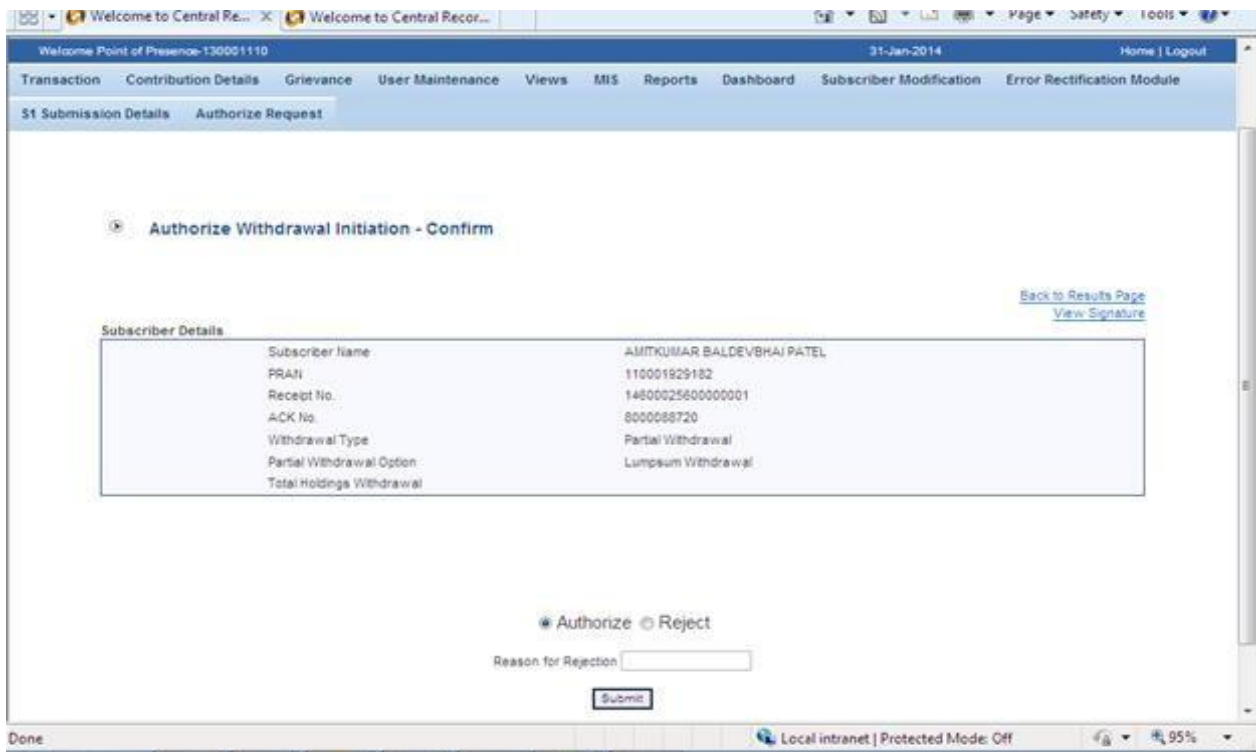 Welcome to Central Re... X Welcome to Central Recor... Page Safety Tools
Welcome Point of Presence-130001110 31-Jan-2014 Home | Logout
Transaction Contribution Details Grievance User Maintenance Views MIS Reports Dashboard Subscriber Modification Error Rectification Module
S1 Submission Details Authorize Request
Authorize Withdrawal Initiation - Confirm
Back to Results Page
View Signature
Subscriber Details
Subscriber Name AMITKUMAR BALDEVBHAI PATEL
PRAN 110001929182
Receipt No. 14600025600000001
ACK No. 8000088720
Withdrawal Type Partial Withdrawal
Partial Withdrawal Option Lumpsum Withdrawal
Total Holdings Withdrawal
Authorize Reject
Reason for Rejection
Submit
Done Local intranet | Protected Mode: Off 95%